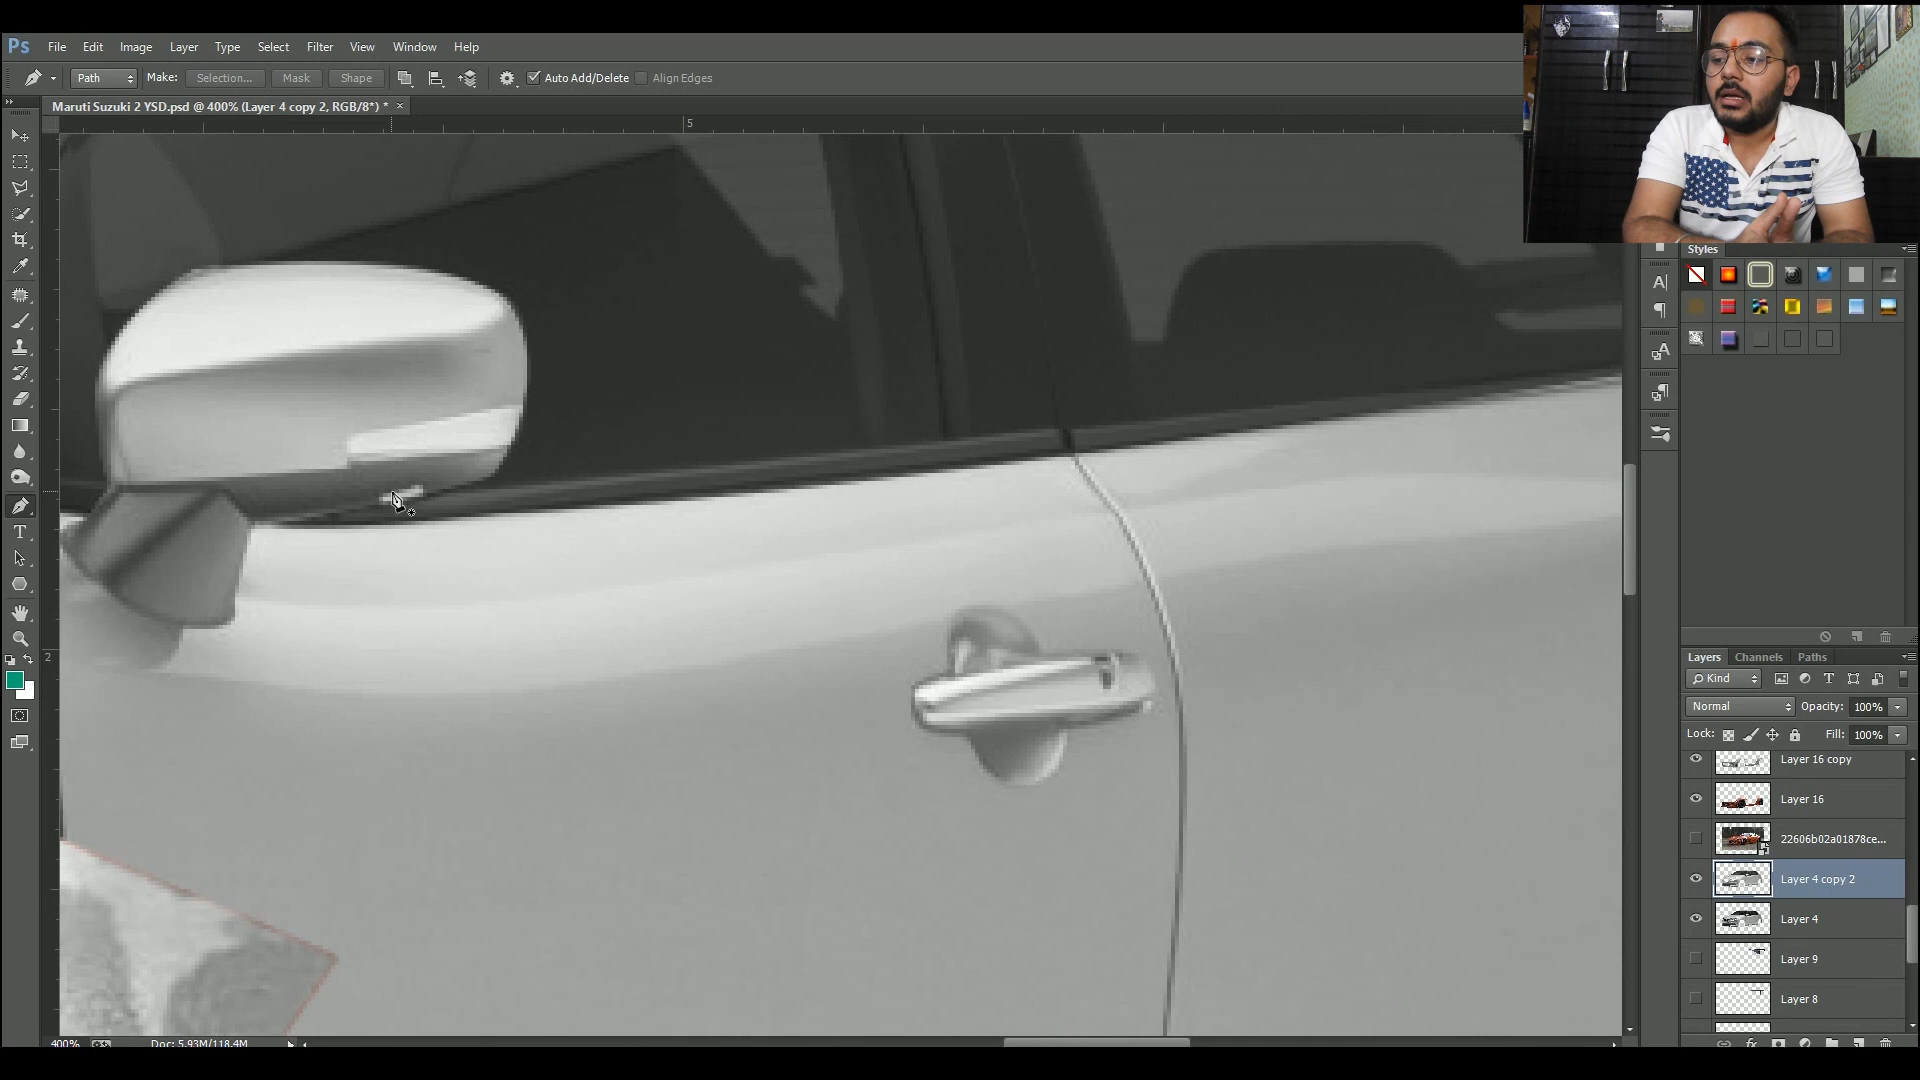 Ps File Edit Image Layer Type Select Filter View Window Help
Path Make: Selection... Mask Shape Auto Add/Delete Align Edges
Maruti Suzuki 2 YSD.psd @ 400% (Layer 4 copy 2, RGB/8*) * ×
5
2
Styles
Layers Channels Paths
Kind
Normal Opacity: 100%
Lock: Fill: 100%
Layer 16 copy
Layer 16
22606b02a01878ce...
Layer 4 copy 2
Layer 4
Layer 9
Layer 8
400% Doc: 5.93M/118.4M